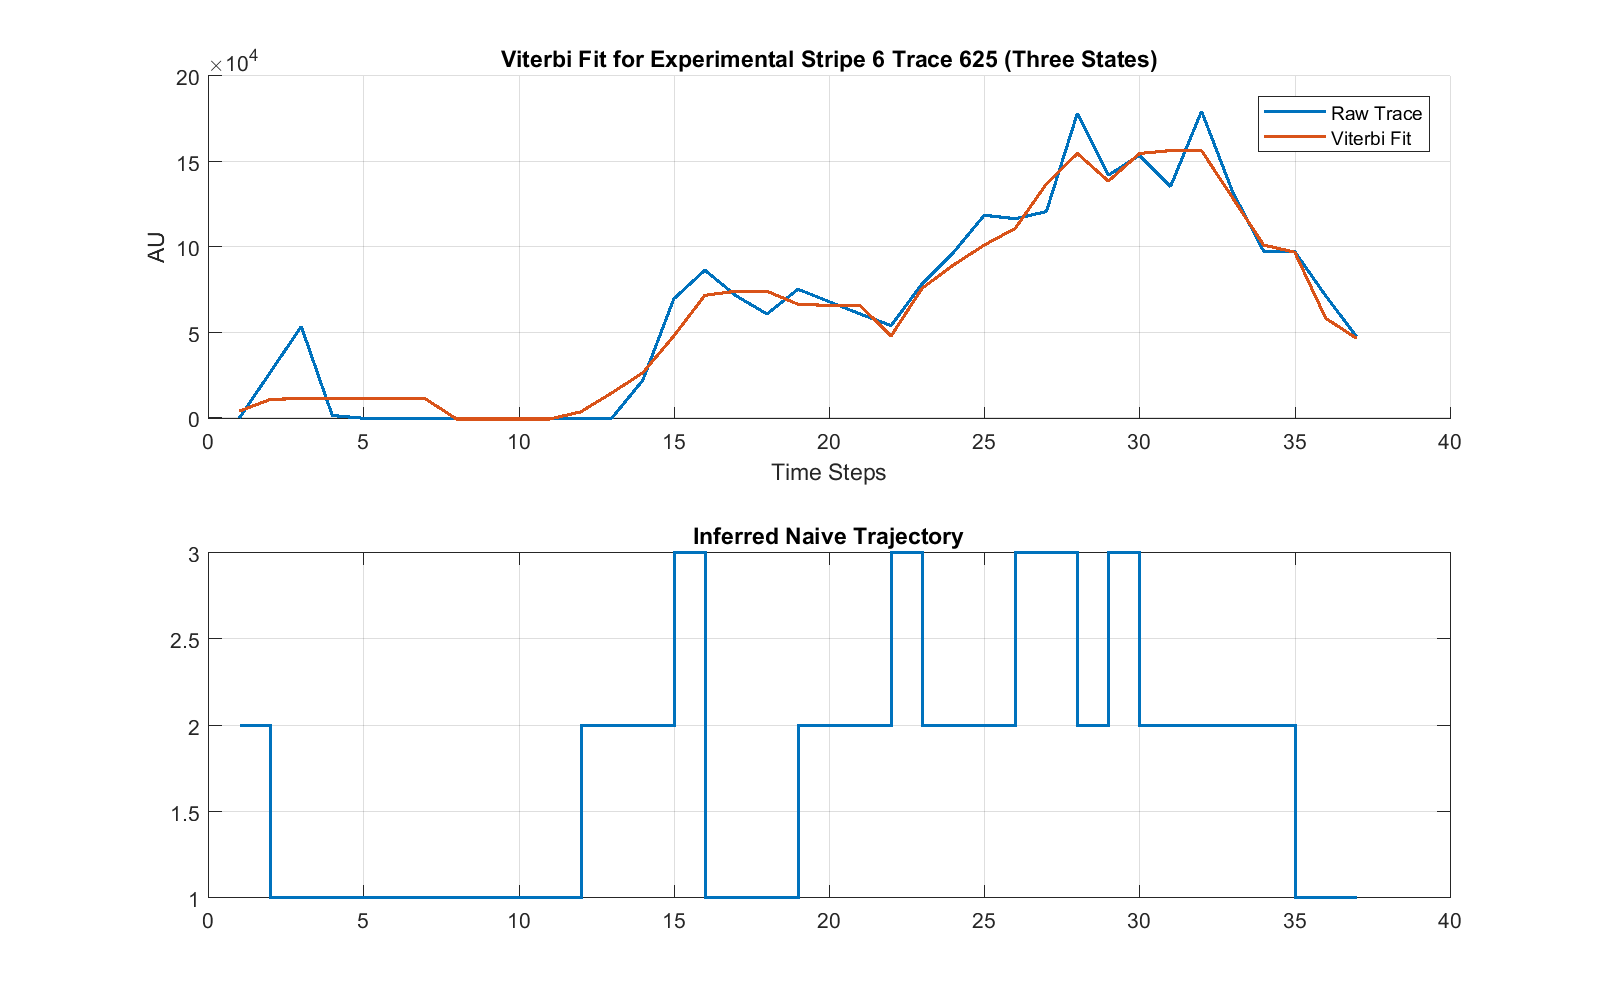 Viterbi Fit for Experimental Stripe 6 Trace 625 (Three States)
×10⁴
20
15
10
5
0
AU
Raw Trace
Viterbi Fit
0 5 10 15 20 25 30 35 40
Time Steps
Inferred Naive Trajectory
3
2.5
2
1.5
1
0 5 10 15 20 25 30 35 40